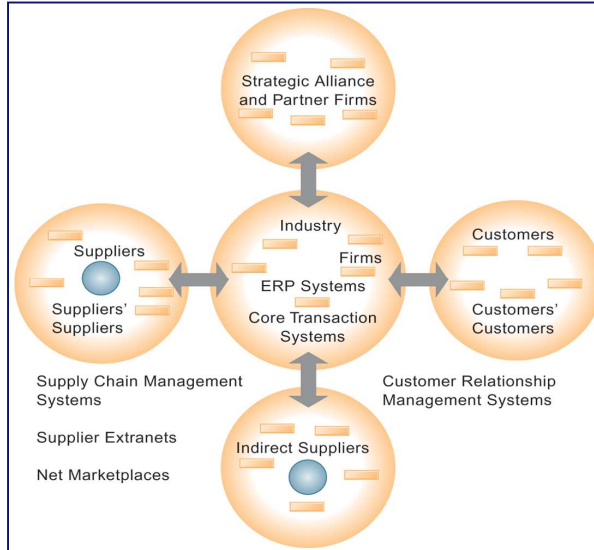 Strategic Alliance
and Partner Firms
Industry
Firms
ERP Systems
Core Transaction
Systems
Suppliers
Suppliers’
Suppliers
Customers
Customers’
Customers
Supply Chain Management
Systems
Supplier Extranets
Net Marketplaces
Customer Relationship
Management Systems
Indirect Suppliers